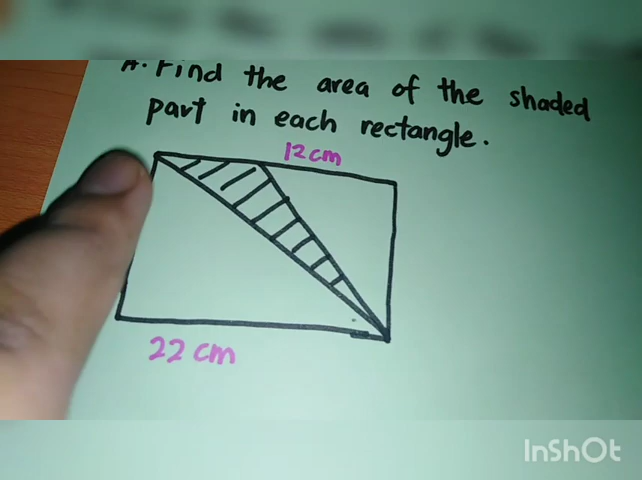 A. Find the area of the shaded
part in each rectangle.
12 cm
22 cm
InShOt